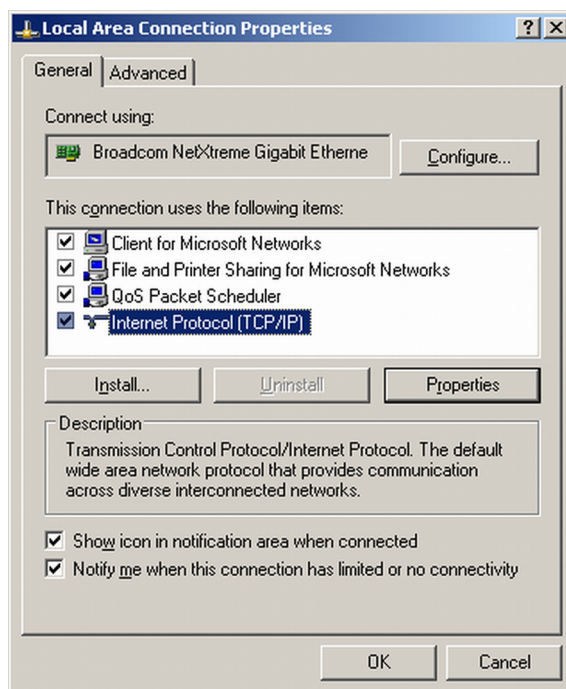 Local Area Connection Properties
General Advanced
Connect using:
Broadcom NetXtreme Gigabit Etherne Configure...
This connection uses the following items:
Client for Microsoft Networks
File and Printer Sharing for Microsoft Networks
QoS Packet Scheduler
Internet Protocol (TCP/IP)
Install... Uninstall Properties
Description
Transmission Control Protocol/Internet Protocol. The default
wide area network protocol that provides communication
across diverse interconnected networks.
Show icon in notification area when connected
Notify me when this connection has limited or no connectivity
OK Cancel